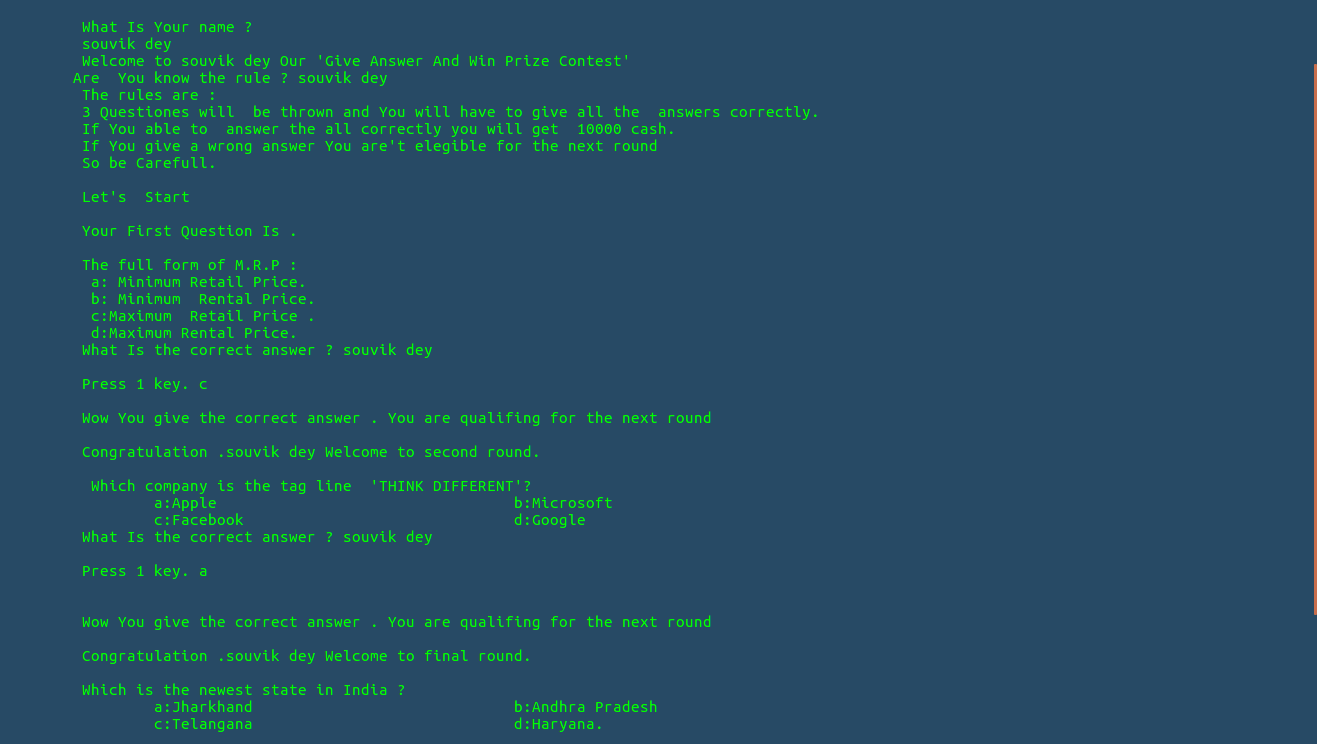 What Is Your name ?
souvik dey
Welcome to souvik dey Our 'Give Answer And Win Prize Contest'
Are  You know the rule ? souvik dey
The rules are :
3 Questiones will  be thrown and You will have to give all the  answers correctly.
If You able to  answer the all correctly you will get  10000 cash.
If You give a wrong answer You are't elegible for the next round
So be Carefull.
Let's  Start
Your First Question Is .
The full form of M.R.P :
a: Minimum Retail Price.
b: Minimum  Rental Price.
c:Maximum  Retail Price .
d:Maximum Rental Price.
What Is the correct answer ? souvik dey
Press 1 key. c
Wow You give the correct answer . You are qualifing for the next round
Congratulation .souvik dey Welcome to second round.
Which company is the tag line  'THINK DIFFERENT'?
a:Apple                                 b:Microsoft
c:Facebook                              d:Google
What Is the correct answer ? souvik dey
Press 1 key. a
Wow You give the correct answer . You are qualifing for the next round
Congratulation .souvik dey Welcome to final round.
Which is the newest state in India ?
a:Jharkhand                             b:Andhra Pradesh
c:Telangana                             d:Haryana.